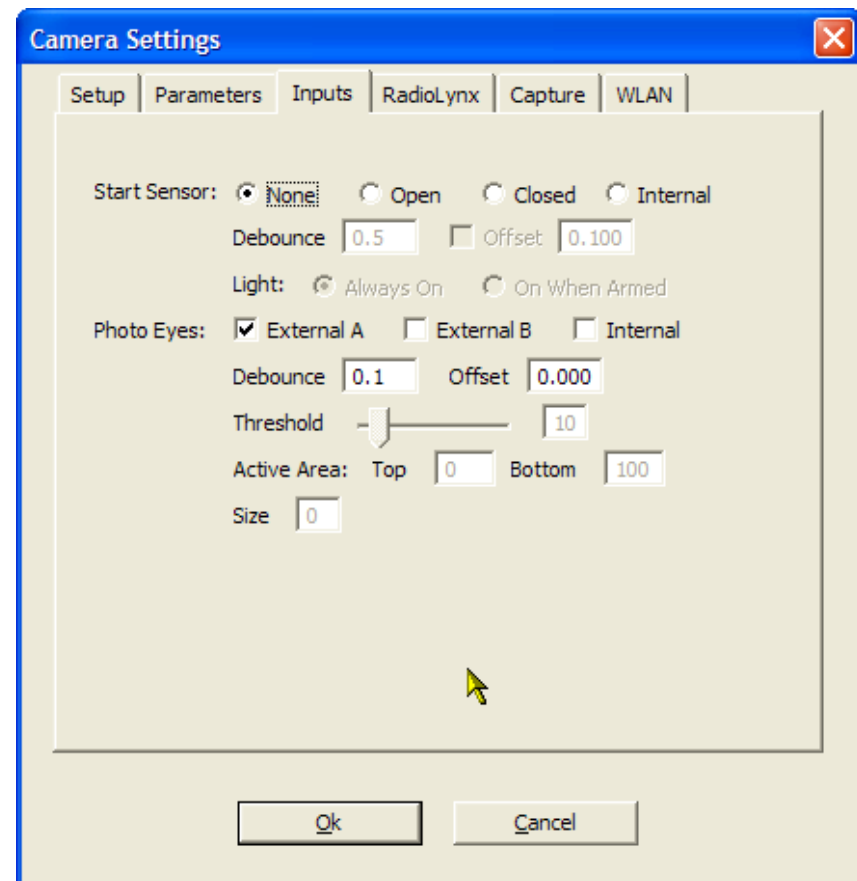 Camera Settings
Setup Parameters Inputs RadioLynx Capture WLAN
Start Sensor: None Open Closed Internal
Debounce 0.5 Offset 0.100
Light: Always On On When Armed
Photo Eyes: External A External B Internal
Debounce 0.1 Offset 0.000
Threshold 10
Active Area: Top 0 Bottom 100
Size 0
Ok Cancel